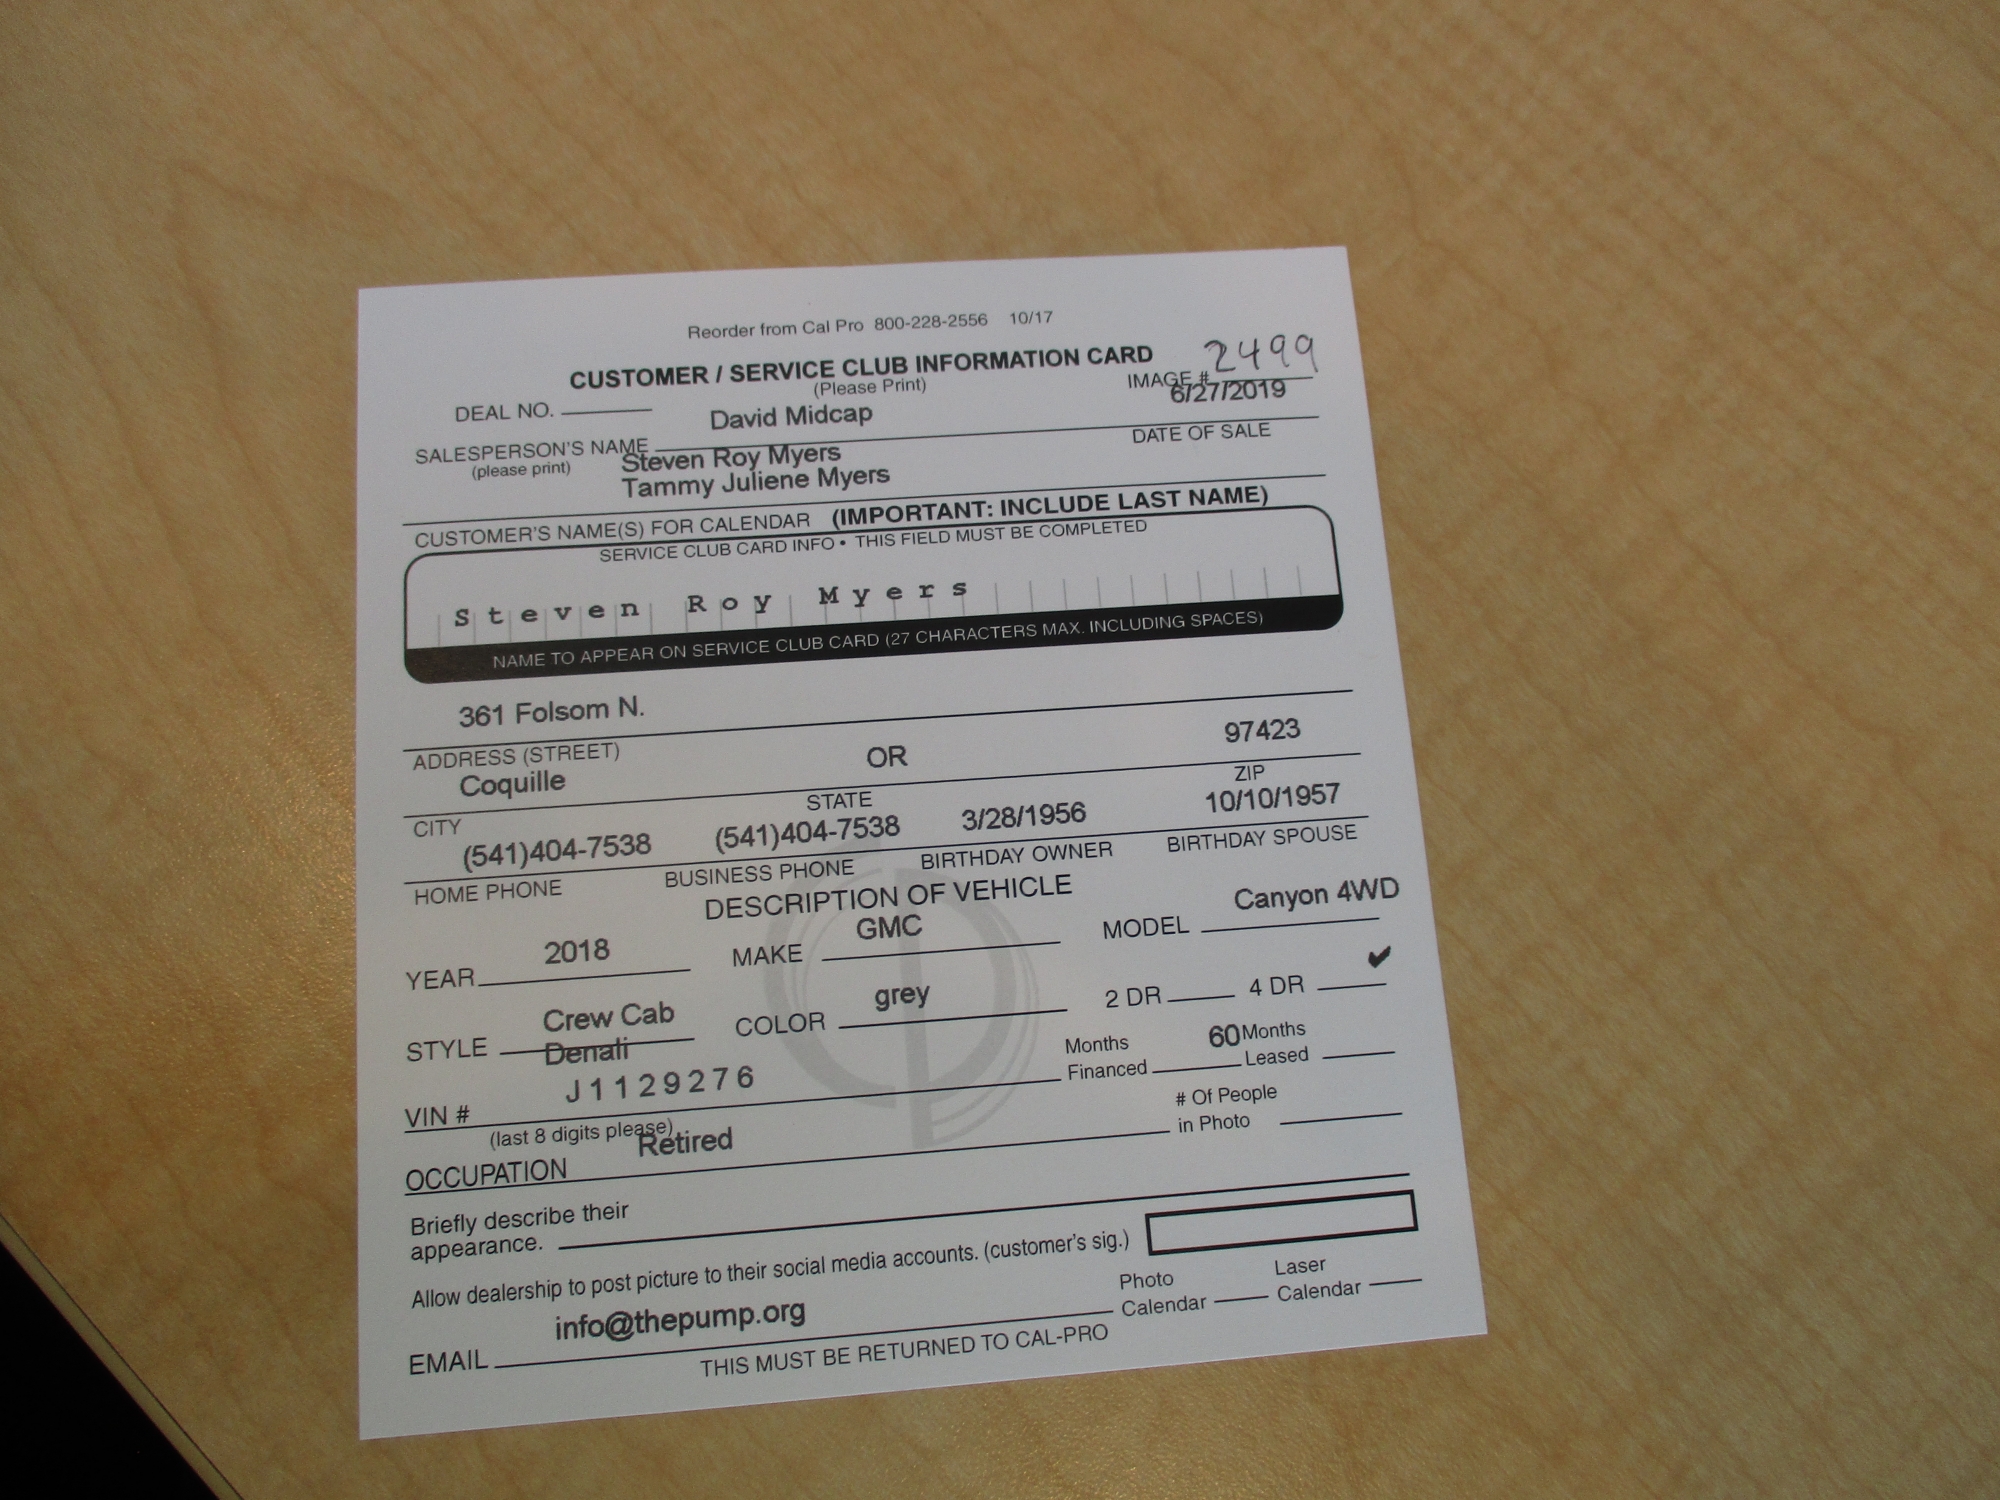 Reorder from Cal Pro 800-228-2556 10/17
CUSTOMER / SERVICE CLUB INFORMATION CARD
(Please Print)
IMAGE # 2499
DEAL NO.
David Midcap
6/27/2019
SALESPERSON'S NAME
(please print)
DATE OF SALE
Steven Roy Myers
Tammy Juliene Myers
CUSTOMER'S NAME(S) FOR CALENDAR (IMPORTANT: INCLUDE LAST NAME)
SERVICE CLUB CARD INFO • THIS FIELD MUST BE COMPLETED
Steven Roy Myers
NAME TO APPEAR ON SERVICE CLUB CARD (27 CHARACTERS MAX. INCLUDING SPACES)
361 Folsom N.
ADDRESS (STREET)
Coquille OR 97423
CITY STATE ZIP
(541)404-7538 (541)404-7538 3/28/1956 10/10/1957
HOME PHONE BUSINESS PHONE BIRTHDAY OWNER BIRTHDAY SPOUSE
DESCRIPTION OF VEHICLE
YEAR 2018 MAKE GMC MODEL Canyon 4WD
STYLE Crew Cab COLOR grey 2 DR 4 DR ✔
Denali
Months Financed 60 Months Leased
VIN # J1129276
(last 8 digits please)
# Of People
in Photo
OCCUPATION Retired
Briefly describe their
appearance.
Allow dealership to post picture to their social media accounts. (customer's sig.)
Photo Calendar Laser Calendar
EMAIL info@thepump.org
THIS MUST BE RETURNED TO CAL-PRO